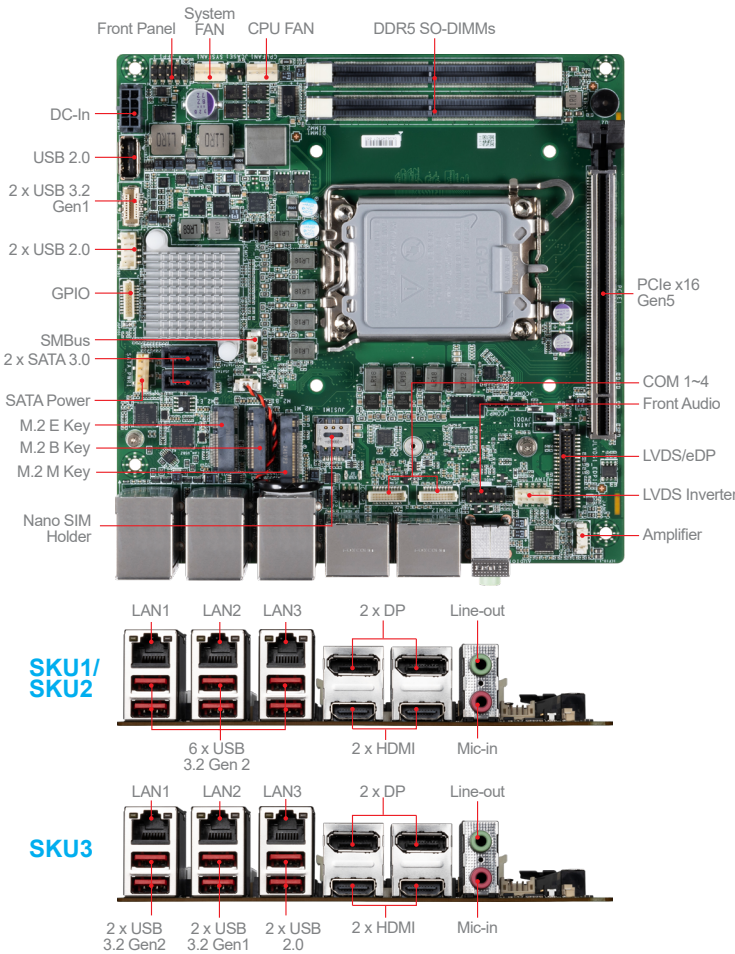 Front Panel
System
FAN
CPU FAN
DDR5 SO-DIMMs
DC-In
USB 2.0
2 x USB 3.2
Gen1
2 x USB 2.0
GPIO
SMBus
2 x SATA 3.0
SATA Power
M.2 E Key
M.2 B Key
M.2 M Key
Nano SIM
Holder
PCIe x16
Gen5
COM 1~4
Front Audio
LVDS/eDP
LVDS Inverter
Amplifier
SKU1/
SKU2
LAN1
LAN2
LAN3
2 x DP
Line-out
6 x USB
3.2 Gen 2
2 x HDMI
Mic-in
SKU3
LAN1
LAN2
LAN3
2 x DP
Line-out
2 x USB
3.2 Gen2
2 x USB
3.2 Gen1
2 x USB
2.0
2 x HDMI
Mic-in